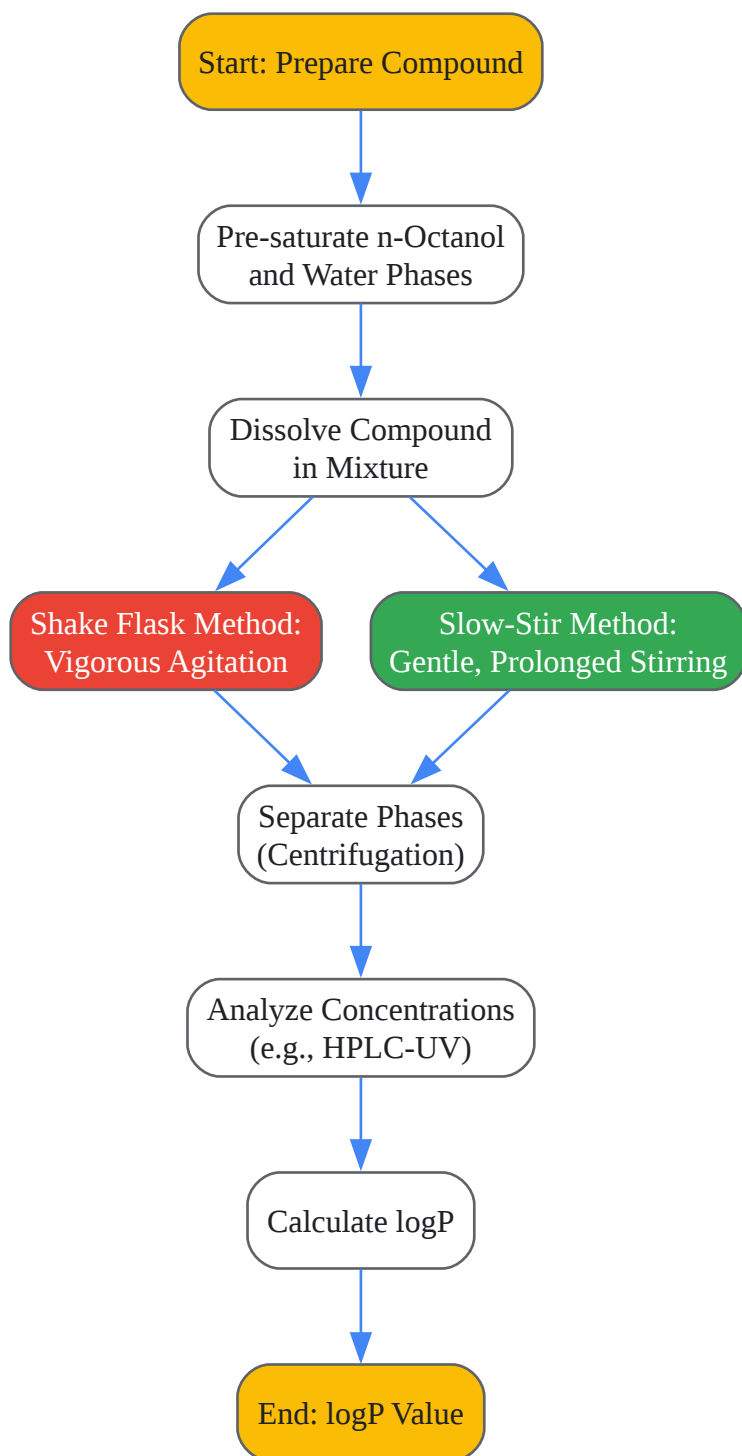 Start: Prepare Compound
Pre-saturate n-Octanol
and Water Phases
Dissolve Compound
in Mixture
Shake Flask Method:
Vigorous Agitation
Slow-Stir Method:
Gentle, Prolonged Stirring
Separate Phases
(Centrifugation)
Analyze Concentrations
(e.g., HPLC-UV)
Calculate logP
End: logP Value